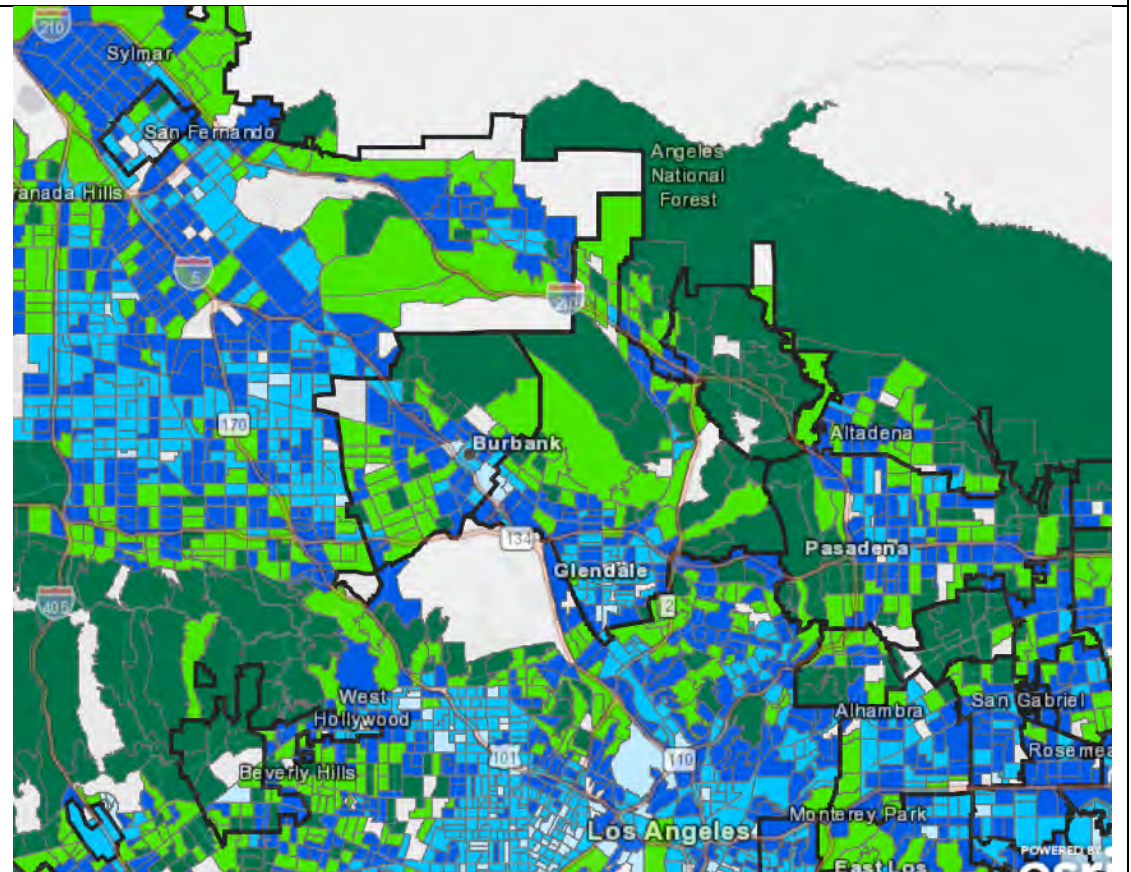 210
Sylmar
San Fernando
ranada Hills
Angeles
National
Forest
5
210
170
Burbank
Altadena
134
Pasadena
Glendale
405
2
West
Hollywood
Alhambra
San Gabriel
101
110
Rosemea
Beverly Hills
Monterey Park
Los Angeles
East Los
POWERED BY
esri